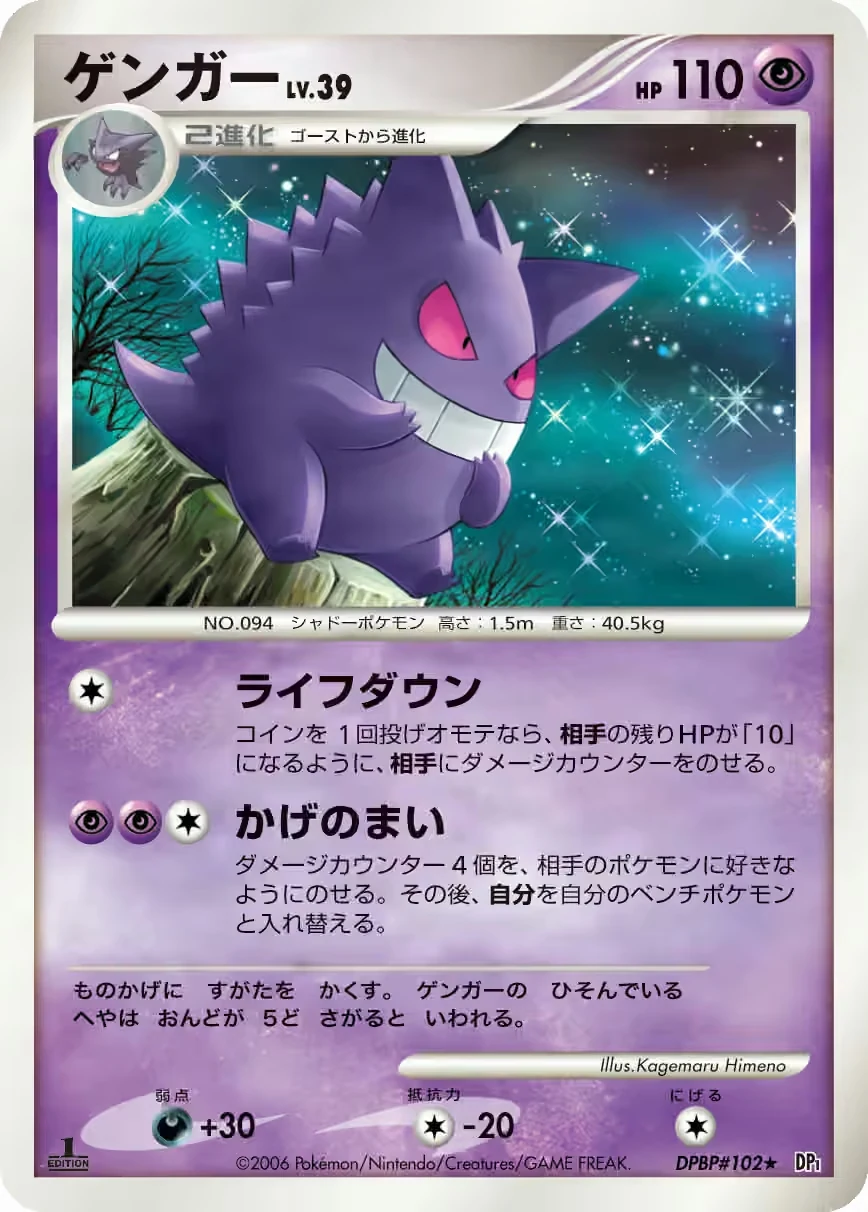 ゲンガー LV.39 HP 110
2進化 ゴーストから進化
NO.094 シャドーポケモン 高さ:1.5m 重さ:40.5kg
ライフダウン
コインを 1回投げオモテなら、相手の残りHPが「10」
になるように、相手にダメージカウンターをのせる。
かげのまい
ダメージカウンター4個を、相手のポケモンに好きな
ようにのせる。その後、自分を自分のベンチポケモン
と入れ替える。
ものかげに すがたを かくす。 ゲンガーの ひそんでいる
へやは おんどが 5ど さがると いわれる。
Illus.Kagemaru Himeno
弱点 抵抗力 にげる
+30 -20
1 EDITION ©2006 Pokémon/Nintendo/Creatures/GAME FREAK. DPBP#102★ DP1